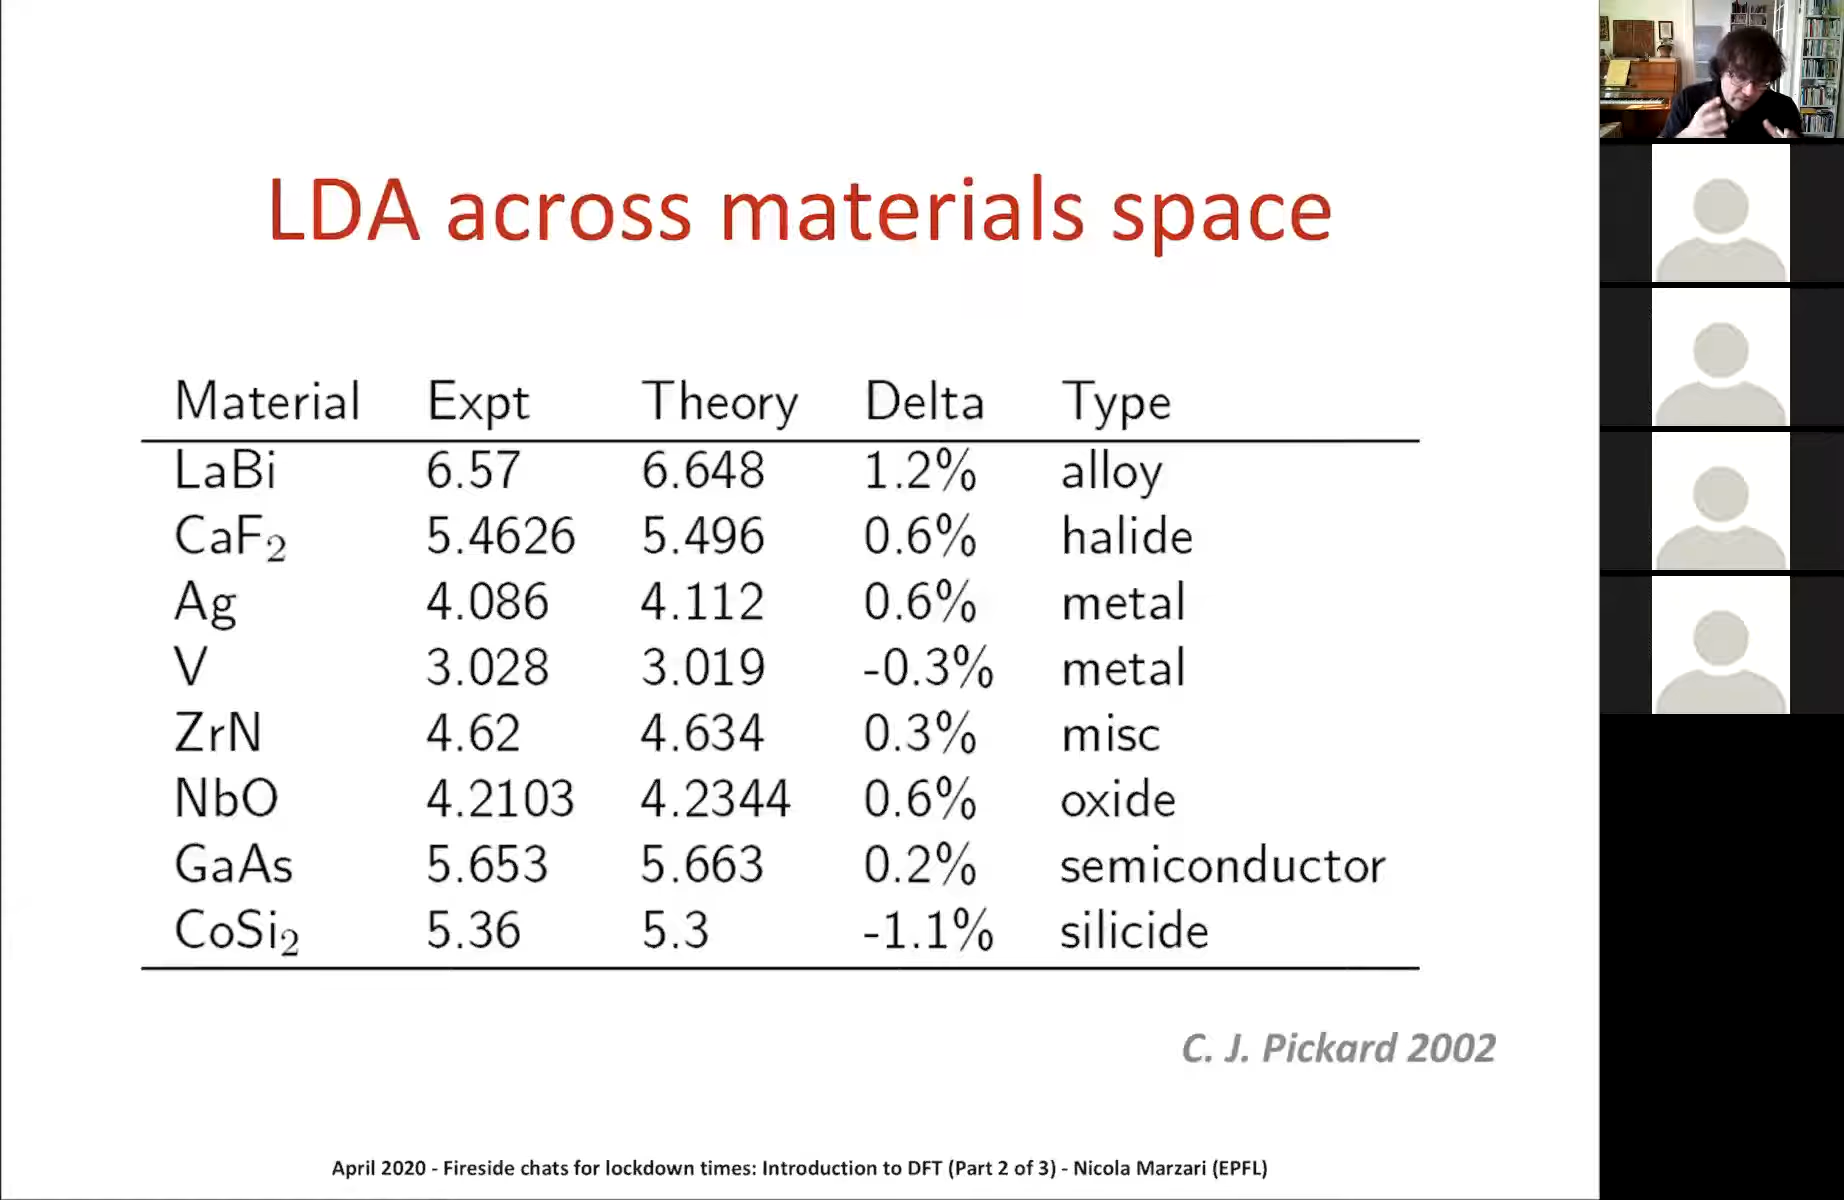 LDA across materials space
Material Expt Theory Delta Type
LaBi 6.57 6.648 1.2% alloy
CaF₂ 5.4626 5.496 0.6% halide
Ag 4.086 4.112 0.6% metal
V 3.028 3.019 -0.3% metal
ZrN 4.62 4.634 0.3% misc
NbO 4.2103 4.2344 0.6% oxide
GaAs 5.653 5.663 0.2% semiconductor
CoSi₂ 5.36 5.3 -1.1% silicide
C. J. Pickard 2002
April 2020 - Fireside chats for lockdown times: Introduction to DFT (Part 2 of 3) - Nicola Marzari (EPFL)